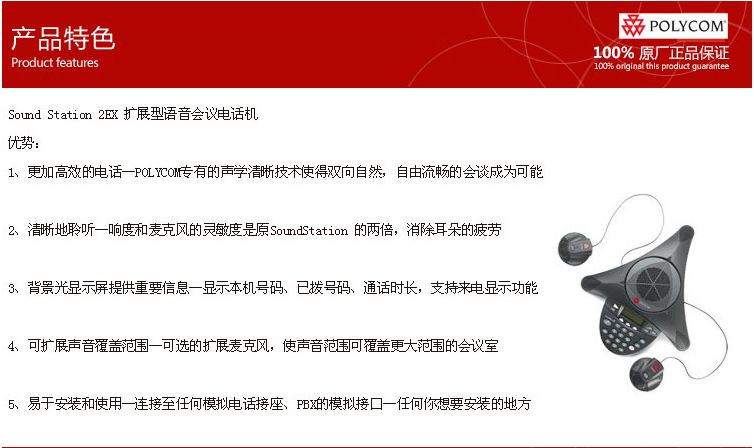 产品特色
Product features
POLYCOM®
100% 原厂正品保证
100% original this product guarantee
Sound Station 2EX 扩展型语音会议电话机
优势：
1、更加高效的电话—POLYCOM专有的声学清晰技术使得双向自然，自由流畅的会谈成为可能
2、清晰地聆听—响度和麦克风的灵敏度是原SoundStation 的两倍，消除耳朵的疲劳
3、背景光显示屏提供重要信息—显示本机号码、已拨号码、通话时长，支持来电显示功能
4、可扩展声音覆盖范围—可选的扩展麦克风，使声音范围可覆盖更大范围的会议室
5、易于安装和使用—连接至任何模拟电话接座、PBX的模拟接口—任何你想要安装的地方